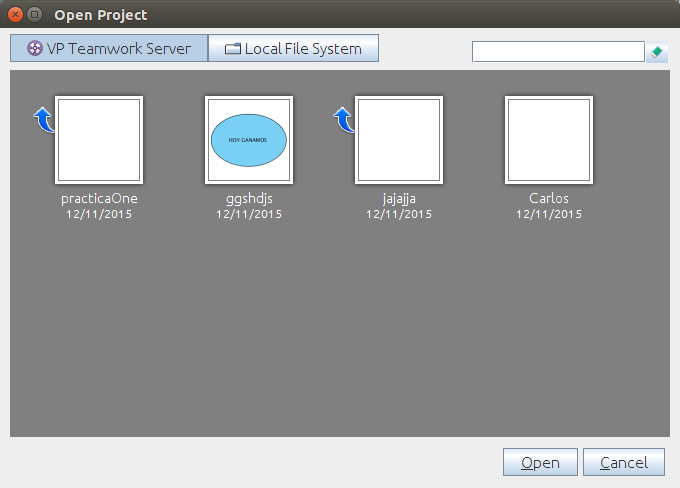 Open Project
VP Teamwork Server
Local File System
HOY GANAMOS
practicaOne
12/11/2015
ggshdjs
12/11/2015
jajajja
12/11/2015
Carlos
12/11/2015
Open
Cancel